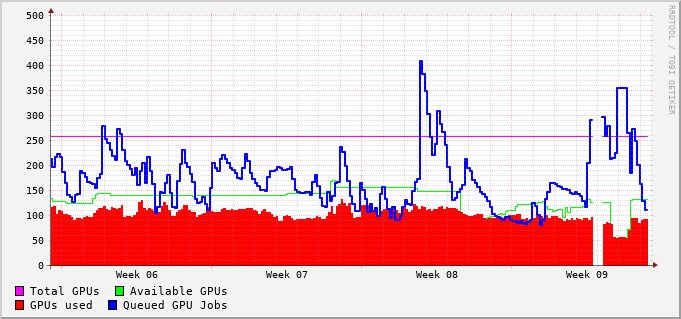 500
450
400
350
300
250
200
150
100
50
0
Week 06 Week 07 Week 08 Week 09
Total GPUs Available GPUs
GPUs used Queued GPU Jobs
RRDTOOL / TOBI OETIKER